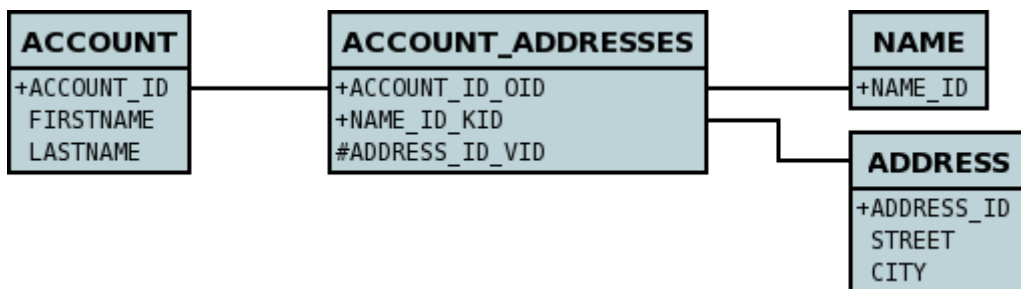 ACCOUNT
+ACCOUNT_ID
FIRSTNAME
LASTNAME
ACCOUNT_ADDRESSES
+ACCOUNT_ID_OID
+NAME_ID_KID
#ADDRESS_ID_VID
NAME
+NAME_ID
ADDRESS
+ADDRESS_ID
STREET
CITY